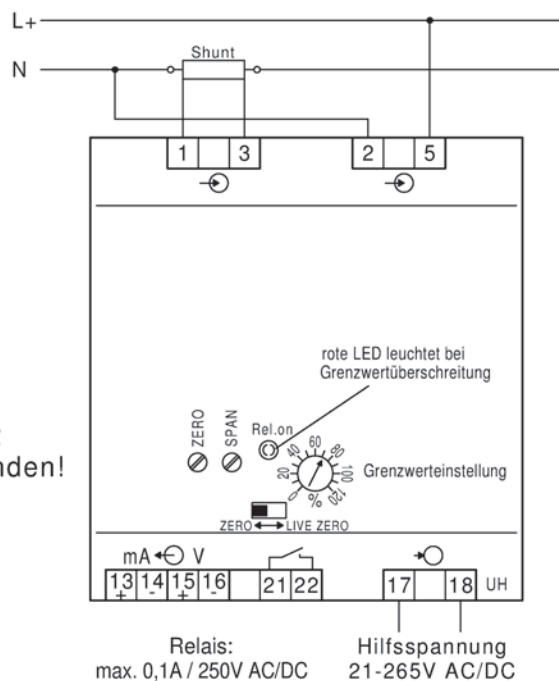 L+
Shunt
N
1 3 2 5
rote LED leuchtet bei
Grenzwertüberschreitung
ZERO
SPAN
Rel.on
0 20 40 60 80 100 120 %
Grenzwerteinstellung
nden!
ZERO LIVE ZERO
mA V
13 14 15 16 21 22 17 18 UH
+ - + -
Relais:
max. 0,1A / 250V AC/DC
Hilfsspannung
21-265V AC/DC